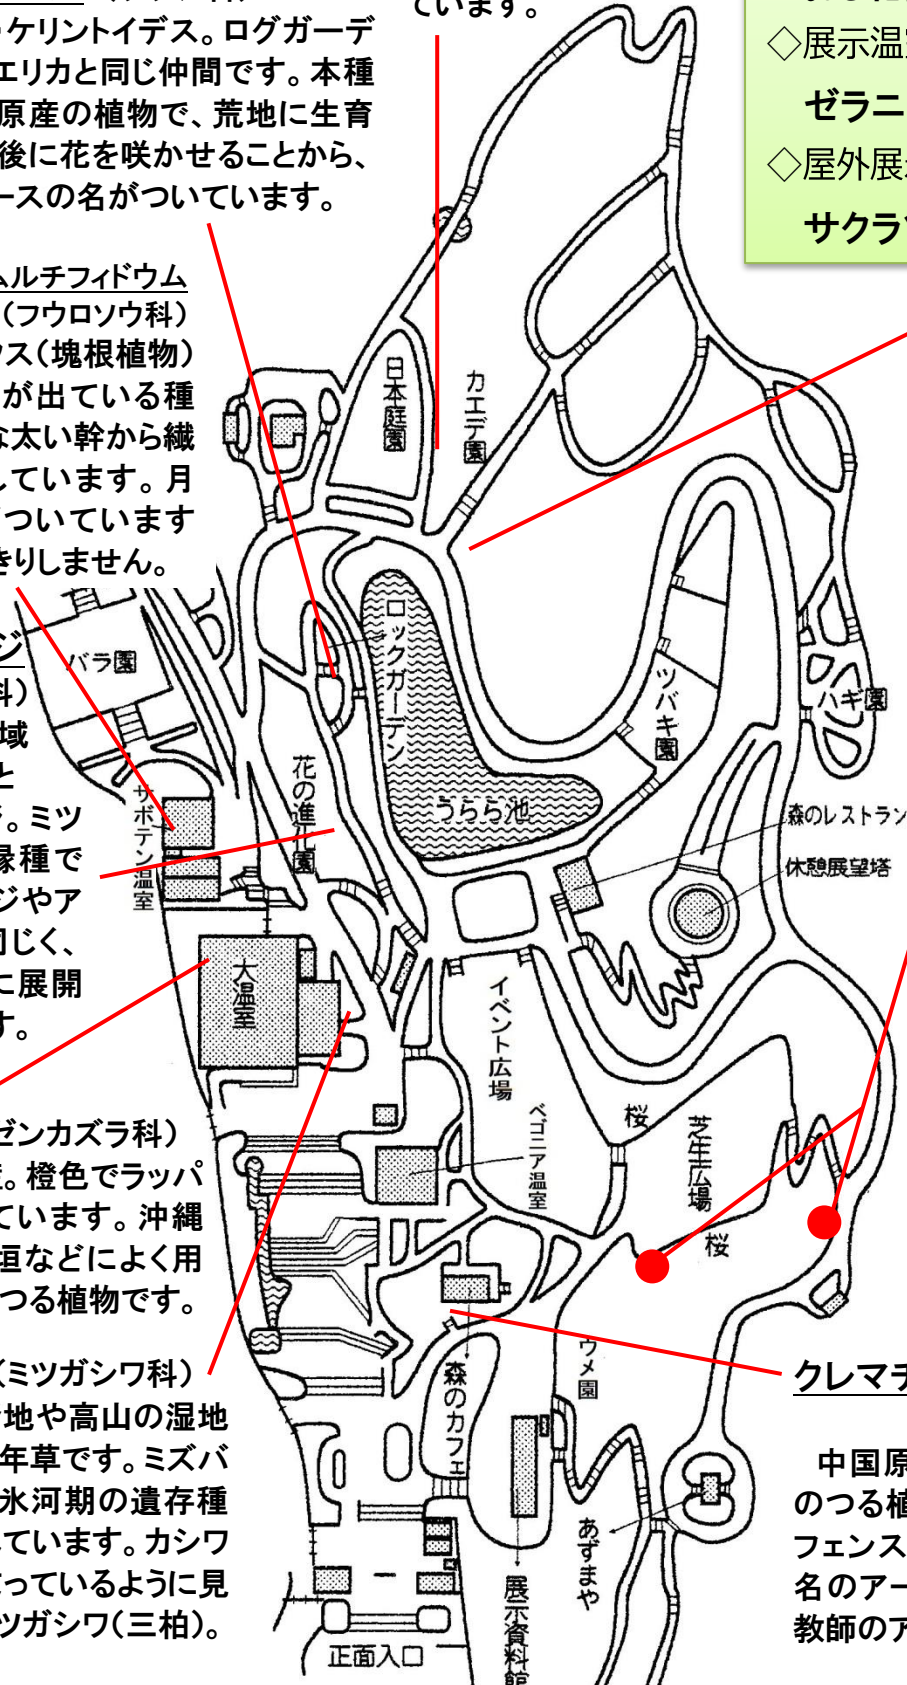 ています。
ケリントイデス。ログガーデ
エリカと同じ仲間です。本種
原産の植物で、荒地に生育
後に花を咲かせることから、
ースの名がついています。
◇展示温
ゼラニ
◇屋外展
サクラ
ムルチフィドウム
(フウロソウ科)
クス(塊根植物)
が出ている種
な太い幹から繊
しています。月
がついています
きりしません。
日本庭園
カエデ園
ロックガーデン
ツバキ園
ハギ園
バラ園
花の進化園
サボテン温室
うらら池
森のレストラン
休憩展望塔
ジ
科)
域
と
。ミツ
縁種で
ジやア
同じく、
に展開
す。
大温室
イベント広場
ベゴニア温室
桜
芝生広場
桜
ゼンカズラ科)
。橙色でラッパ
ています。沖縄
垣などによく用
つる植物です。
ウメ園
(ミツガシワ科)
地や高山の湿地
年草です。ミズバ
氷河期の遺存種
ています。カシワ
っているように見
ツガシワ(三柏)。
森のカフェ
あずまや
展示資料館
正面入口
クレマチ
中国原
のつる植
フェンス
名のアー
教師のア